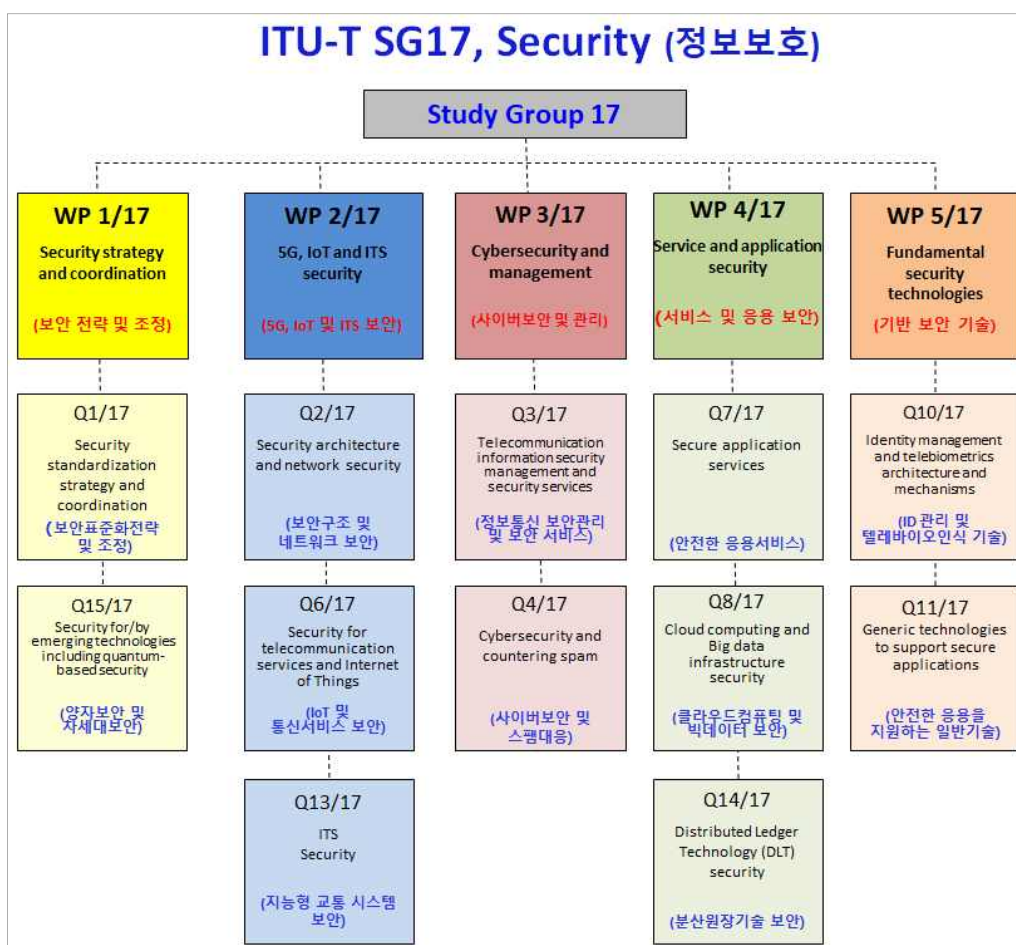 ITU-T SG17, Security (정보보호)
Study Group 17
WP 1/17
Security strategy
and coordination
(보안 전략 및 조정)
WP 2/17
5G, IoT and ITS
security
(5G, IoT 및 ITS 보안)
WP 3/17
Cybersecurity and
management
(사이버보안 및 관리)
WP 4/17
Service and application
security
(서비스 및 응용 보안)
WP 5/17
Fundamental
security
technologies
(기반 보안 기술)
Q1/17
Security
standardization
strategy and
coordination
(보안표준화전략
및 조정)
Q2/17
Security architecture
and network security
(보안구조 및
네트워크 보안)
Q3/17
Telecommunication
information security
management and
security services
(정보통신 보안관리
및 보안 서비스)
Q7/17
Secure application
services
(안전한 응용서비스)
Q10/17
Identity management
and telebiometrics
architecture and
mechanisms
(ID 관리 및
텔레바이오인식 기술)
Q15/17
Security for/by
emerging technologies
including quantum-
based security
(양자보안 및
차세대보안)
Q6/17
Security for
telecommunication
services and Internet
of Things
(IoT 및
통신서비스 보안)
Q4/17
Cybersecurity and
countering spam
(사이버보안 및
스팸대응)
Q8/17
Cloud computing and
Big data
infrastructure
security
(클라우드컴퓨팅 및
빅데이터 보안)
Q11/17
Generic technologies
to support secure
applications
(안전한 응용을
지원하는 일반기술)
Q13/17
ITS
Security
(지능형 교통 시스템
보안)
Q14/17
Distributed Ledger
Technology (DLT)
security
(분산원장기술 보안)